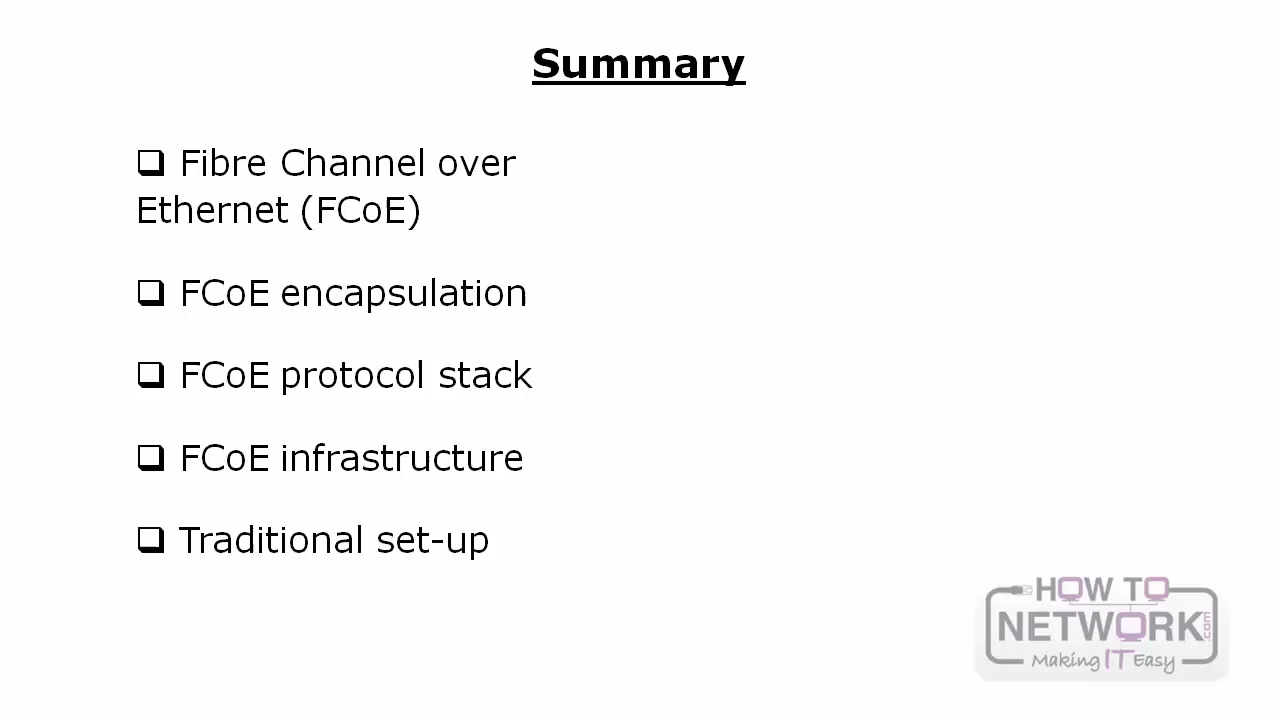 Summary
❑ Fibre Channel over
Ethernet (FCoE)
❑ FCoE encapsulation
❑ FCoE protocol stack
❑ FCoE infrastructure
❑ Traditional set-up
HOW TO
NETWORK.com
Making IT Easy